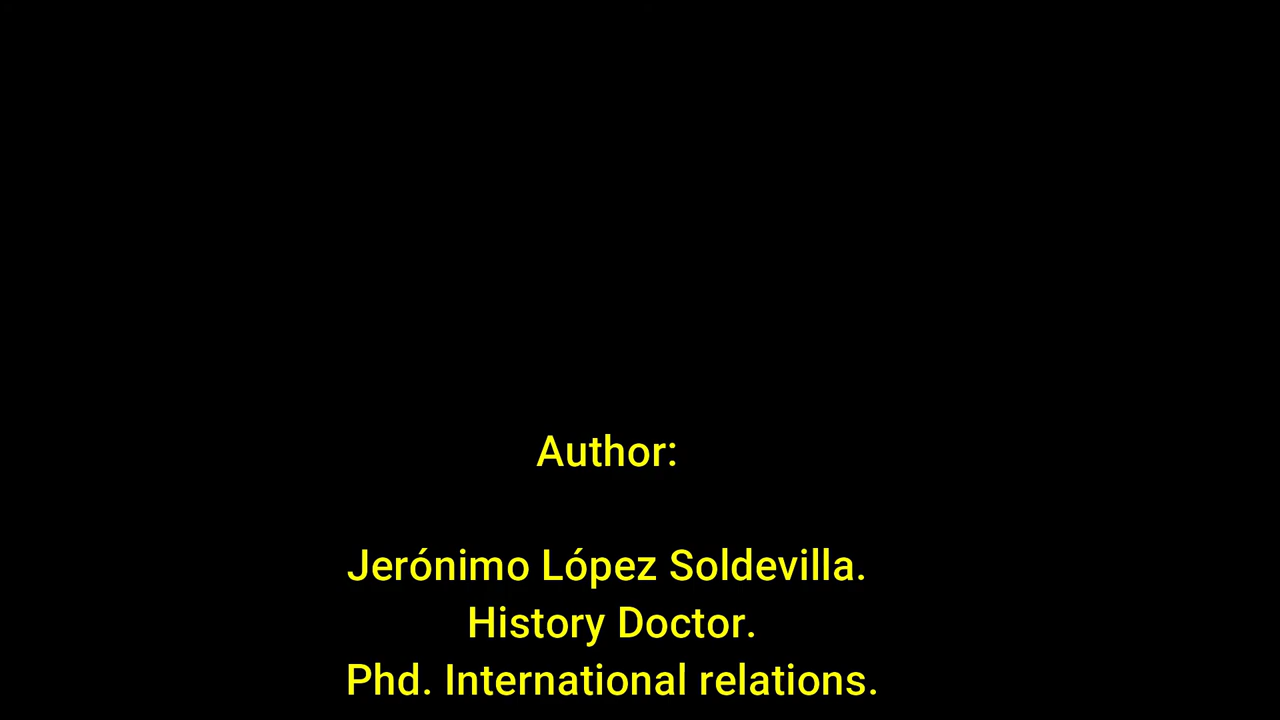 Author:
Jerónimo López Soldevilla.
History Doctor.
Phd. International relations.